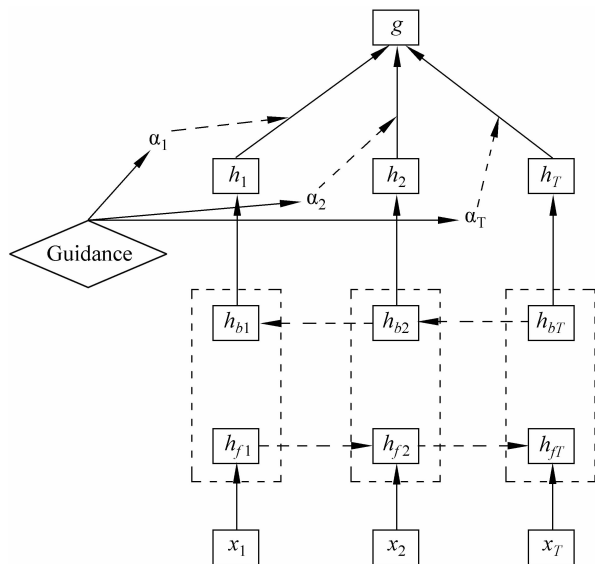 g
α1
h1
α2
h2
αT
hT
Guidance
hb1
hb2
hbT
hf1
hf2
hfT
x1
x2
xT